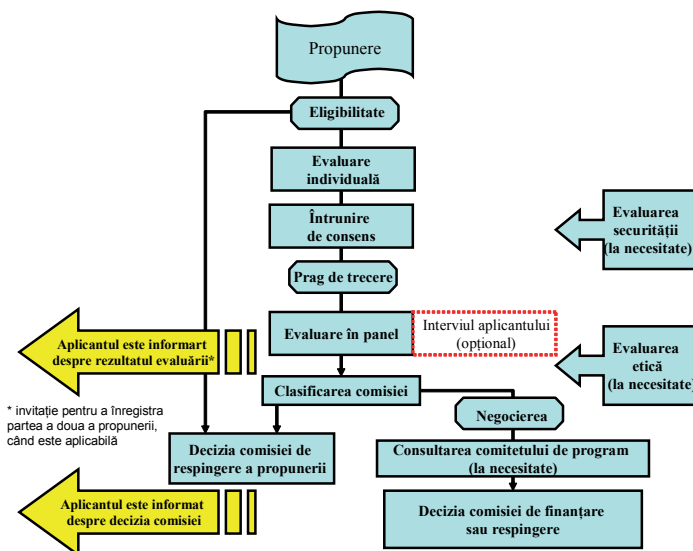 Propunere
Eligibilitate
Evaluare
individuală
Întrunire
de consens
Evaluarea
securității
(la necesitate)
Prag de trecere
Aplicantul este informart
despre rezultatul evaluării*
Evaluare în panel
Interviul aplicantului
(opțional)
Evaluarea
etică
(la necesitate)
Clasificarea comisiei
* invitație pentru a înregistra
partea a doua a propunerii,
când este aplicabilă
Negocierea
Decizia comisiei de
respingere a propunerii
Consultarea comitetului de program
(la necesitate)
Aplicantul este informat
despre decizia comisiei
Decizia comisiei de finanțare
sau respingere